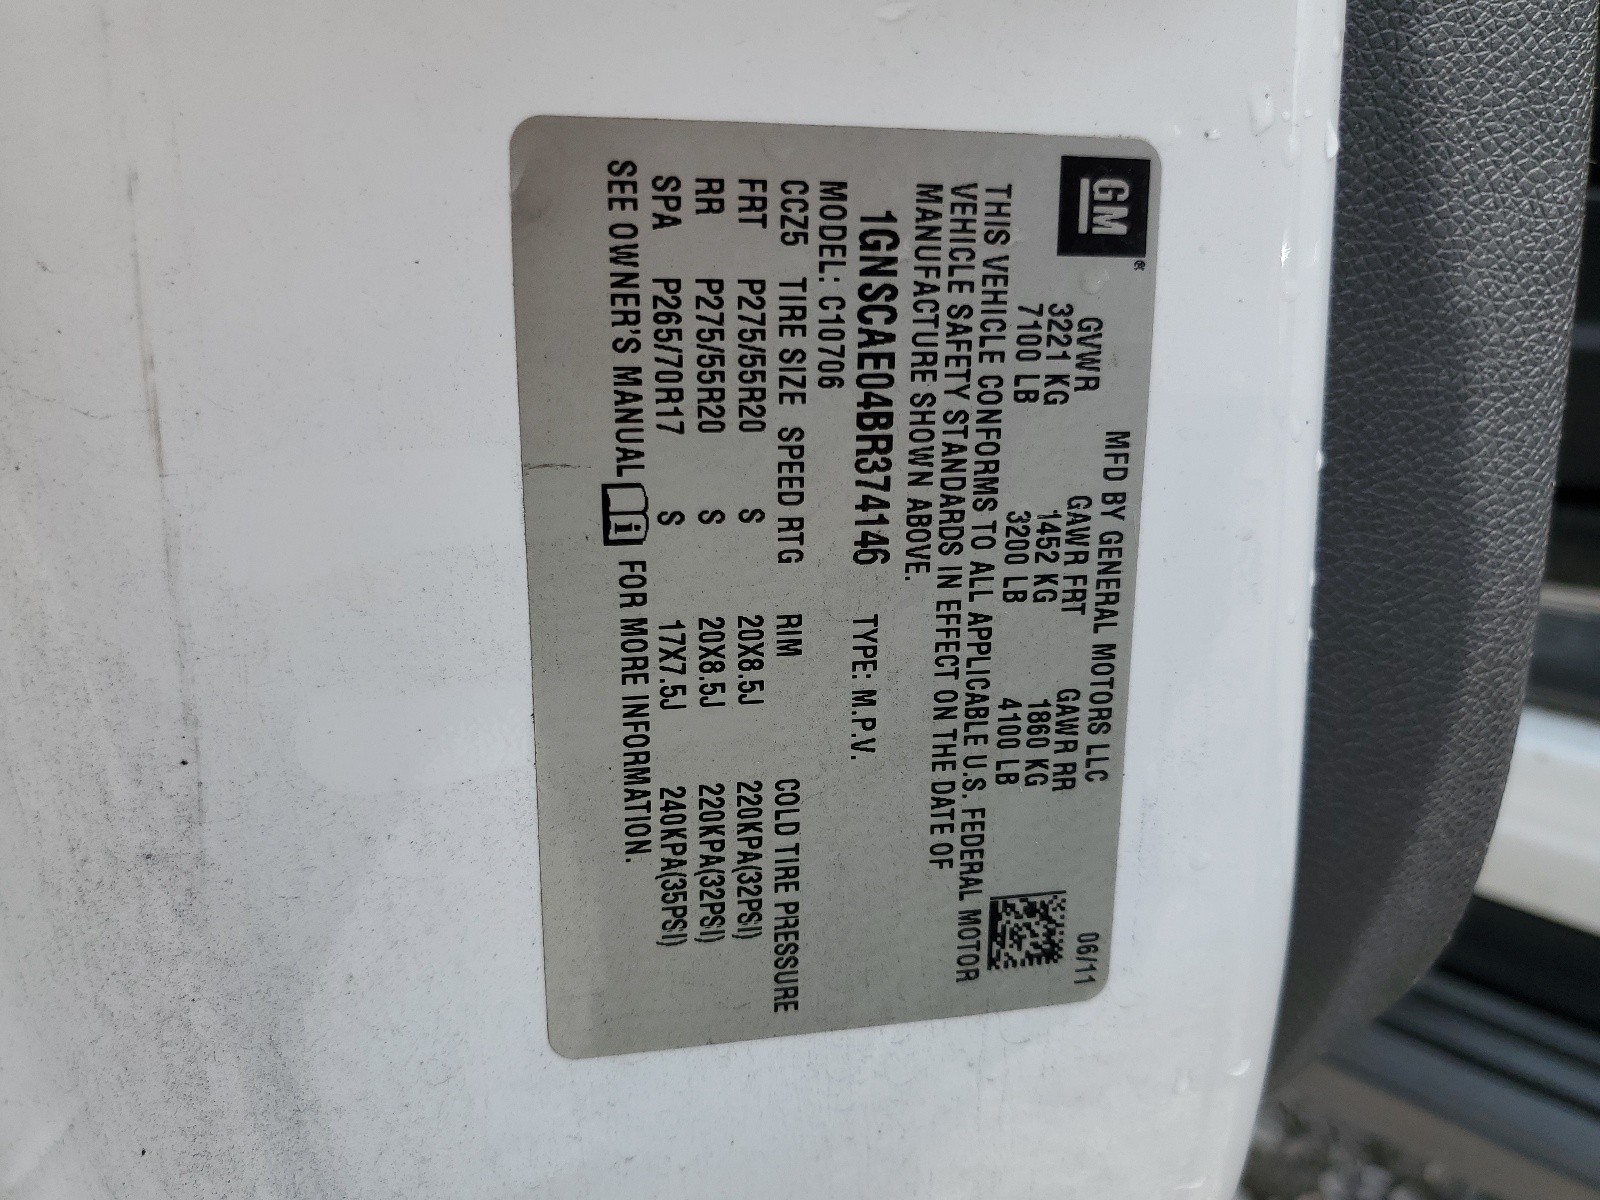 GM®
MFD BY GENERAL MOTORS LLC 06/11
GVWR GAWR FRT GAWR RR
3221 KG 1452 KG 1860 KG
7100 LB 3200 LB 4100 LB
THIS VEHICLE CONFORMS TO ALL APPLICABLE U.S. FEDERAL MOTOR
VEHICLE SAFETY STANDARDS IN EFFECT ON THE DATE OF
MANUFACTURE SHOWN ABOVE.
1GNSCAE04BR374146 TYPE: M.P.V.
MODEL: C10706
CCZ5 TIRE SIZE SPEED RTG RIM COLD TIRE PRESSURE
FRT P275/55R20 S 20X8.5J 220KPA(32PSI)
RR P275/55R20 S 20X8.5J 220KPA(32PSI)
SPA P265/70R17 S 17X7.5J 240KPA(35PSI)
SEE OWNER'S MANUAL i FOR MORE INFORMATION.